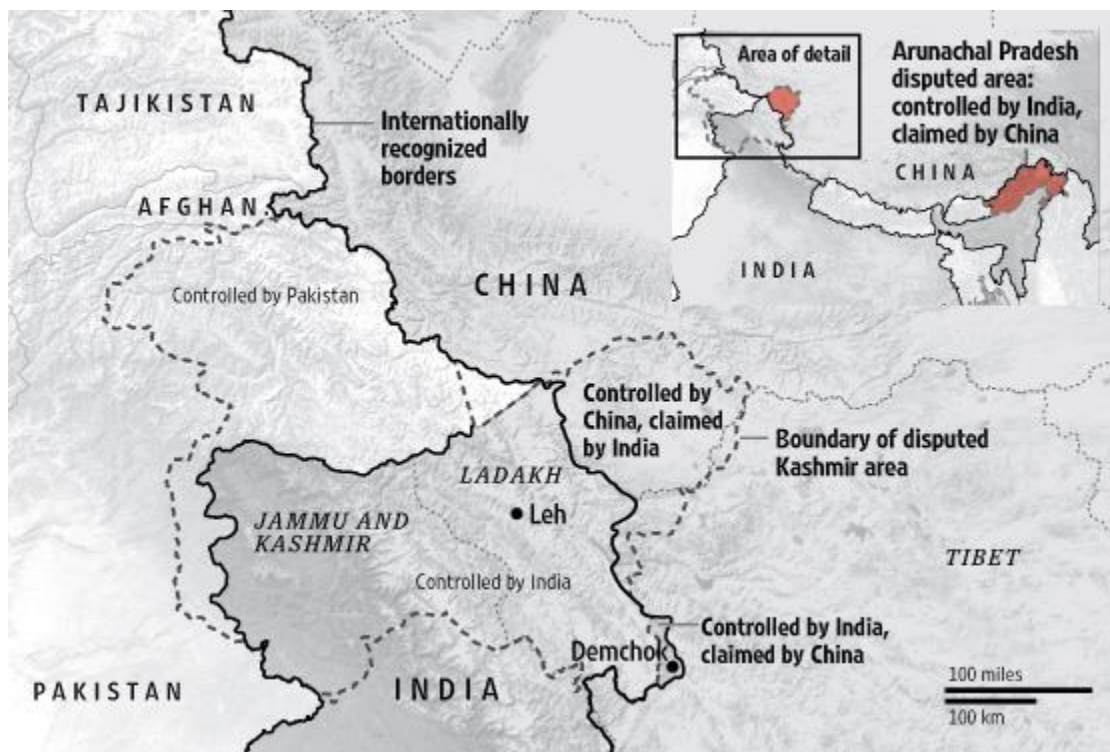 TAJIKISTAN
Internationally
recognized
borders
AFGHAN.
Controlled by Pakistan
CHINA
Area of detail
Arunachal Pradesh
disputed area:
controlled by India,
claimed by China
CHINA
INDIA
Controlled by
China, claimed
by India
Boundary of disputed
Kashmir area
LADAKH
Leh
JAMMU AND
KASHMIR
Controlled by India
TIBET
Controlled by India,
claimed by China
Demchok
PAKISTAN
INDIA
100 miles
100 km